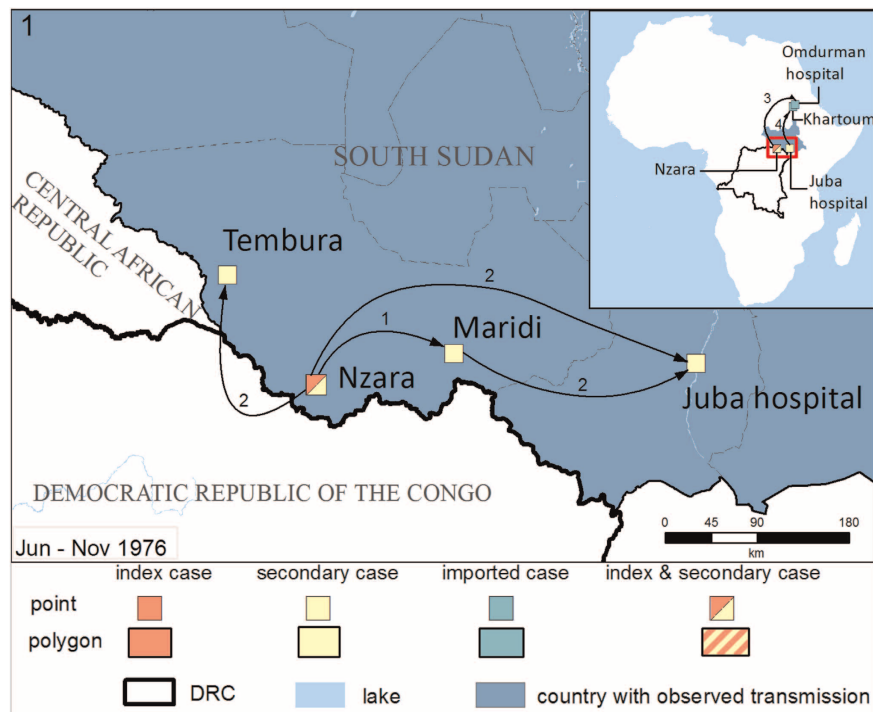 1
Omdurman
hospital
3
Khartoum
4
Nzara
Juba
hospital
SOUTH SUDAN
CENTRAL AFRICAN
REPUBLIC
Tembura
2
1
Maridi
Nzara
2
2
Juba hospital
DEMOCRATIC REPUBLIC OF THE CONGO
0 45 90 180
km
Jun - Nov 1976
index case secondary case imported case index & secondary case
point
polygon
DRC lake country with observed transmission